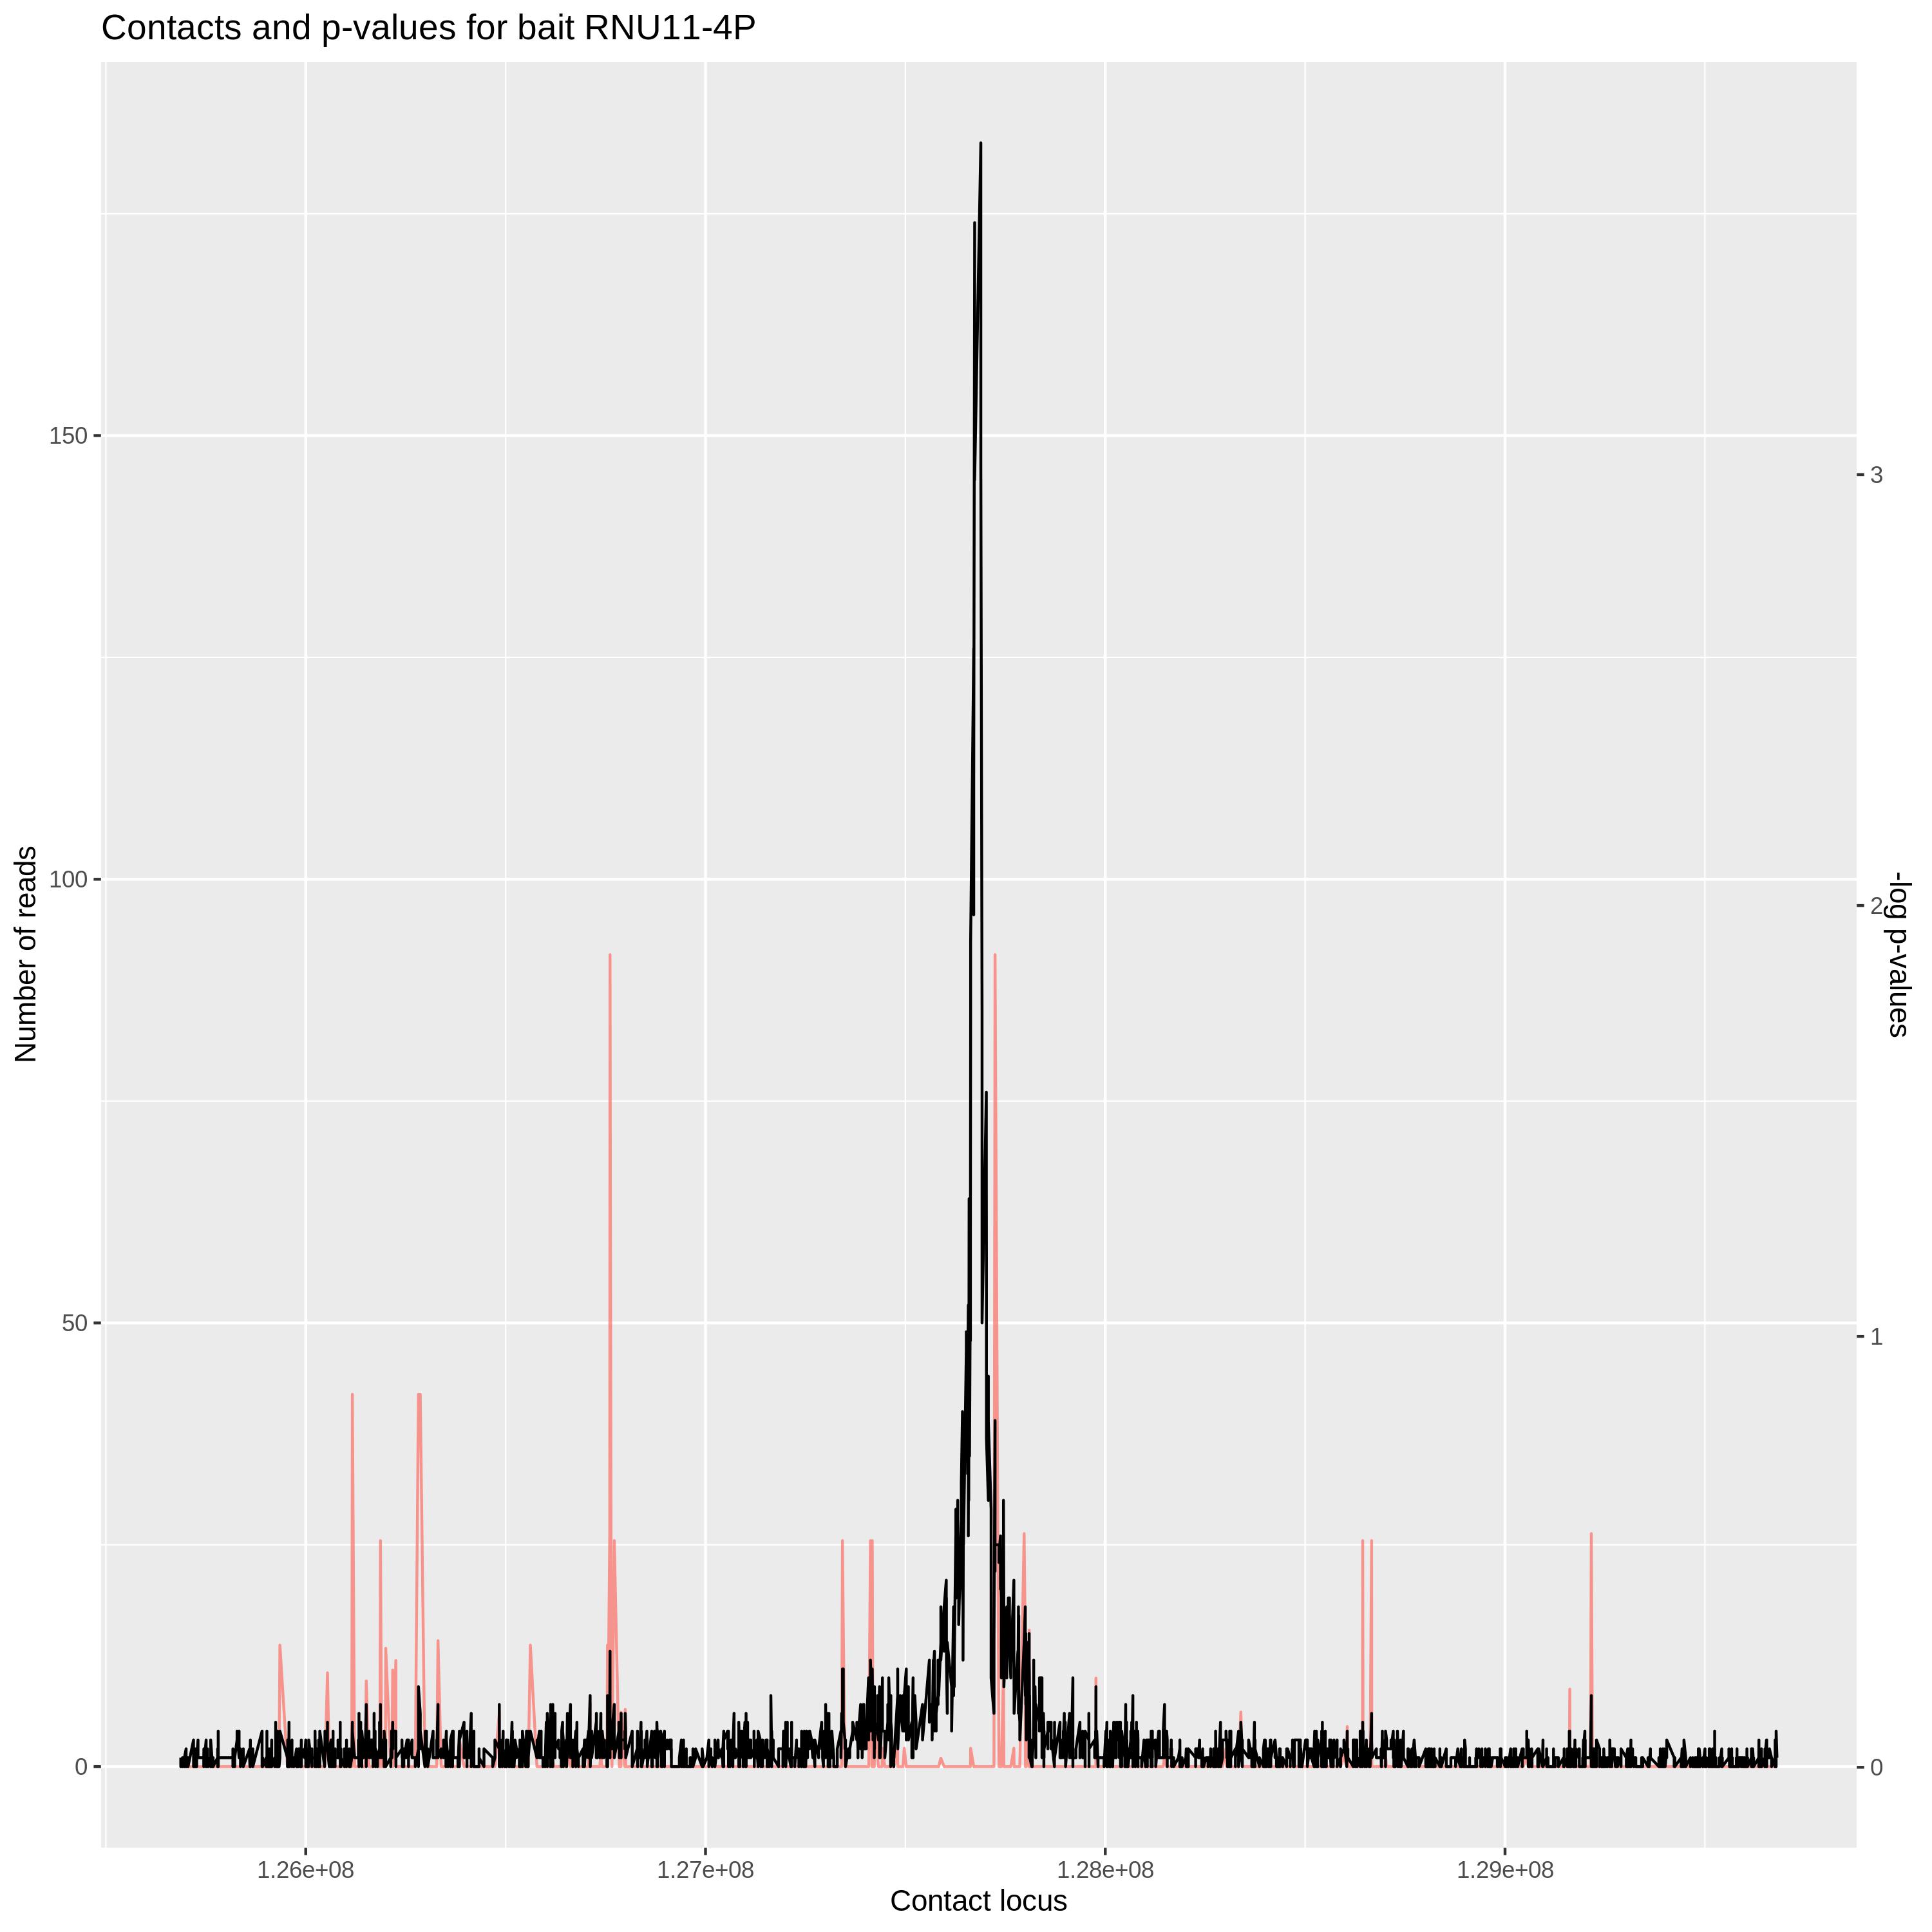 Contacts and p-values for bait RNU11-4P
Number of reads
150
100
50
0
3
2
1
0
-log p-values
1.26e+08
1.27e+08
1.28e+08
1.29e+08
Contact locus